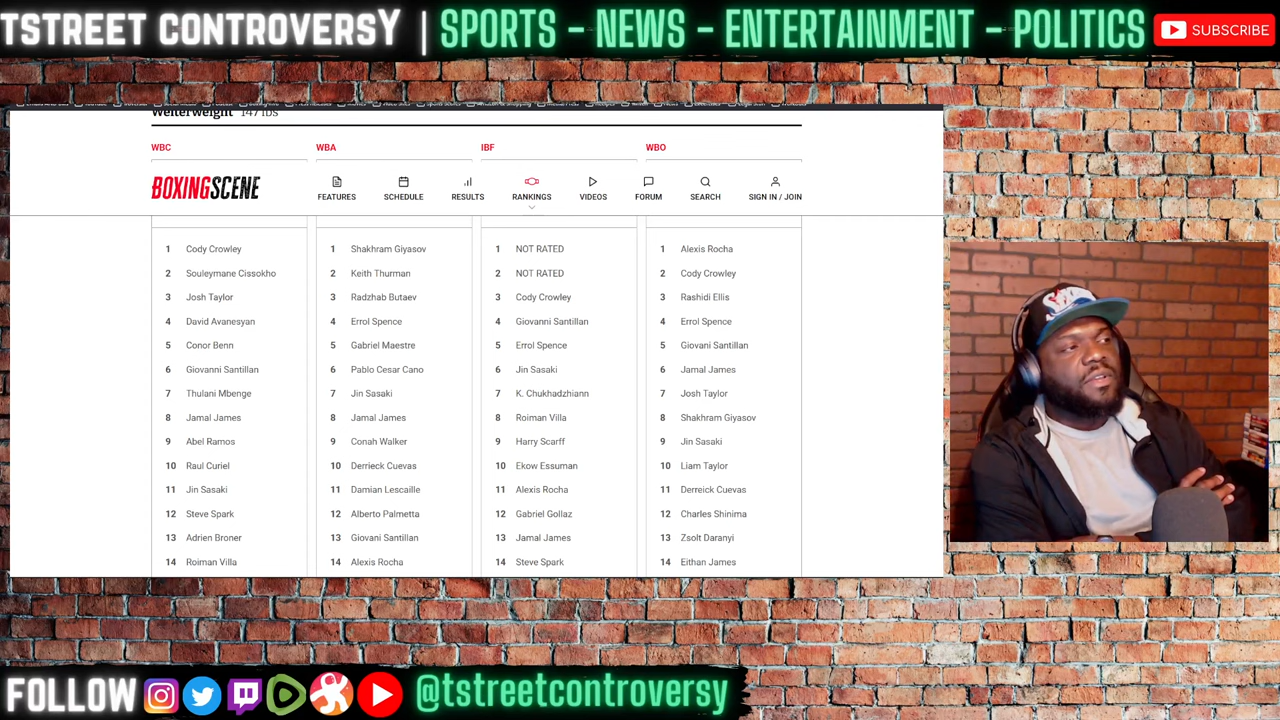 TSTREET CONTROVERSY | SPORTS - NEWS - ENTERTAINMENT - POLITICS SUBSCRIBE
Welterweight 147 lbs
WBC WBA IBF WBO
BOXINGSCENE FEATURES SCHEDULE RESULTS RANKINGS VIDEOS FORUM SEARCH SIGN IN / JOIN
1 Cody Crowley 1 Shakhram Giyasov 1 NOT RATED 1 Alexis Rocha
2 Souleymane Cissokho 2 Keith Thurman 2 NOT RATED 2 Cody Crowley
3 Josh Taylor 3 Radzhab Butaev 3 Cody Crowley 3 Rashidi Ellis
4 David Avanesyan 4 Errol Spence 4 Giovanni Santillan 4 Errol Spence
5 Conor Benn 5 Gabriel Maestre 5 Errol Spence 5 Giovani Santillan
6 Giovanni Santillan 6 Pablo Cesar Cano 6 Jin Sasaki 6 Jamal James
7 Thulani Mbenge 7 Jin Sasaki 7 K. Chukhadzhiann 7 Josh Taylor
8 Jamal James 8 Jamal James 8 Roiman Villa 8 Shakhram Giyasov
9 Abel Ramos 9 Conah Walker 9 Harry Scarff 9 Jin Sasaki
10 Raul Curiel 10 Derrieck Cuevas 10 Ekow Essuman 10 Liam Taylor
11 Jin Sasaki 11 Damian Lescaille 11 Alexis Rocha 11 Derreick Cuevas
12 Steve Spark 12 Alberto Palmetta 12 Gabriel Gollaz 12 Charles Shinima
13 Adrien Broner 13 Giovani Santillan 13 Jamal James 13 Zsolt Daranyi
14 Roiman Villa 14 Alexis Rocha 14 Steve Spark 14 Eithan James
FOLLOW @tstreetcontroversy